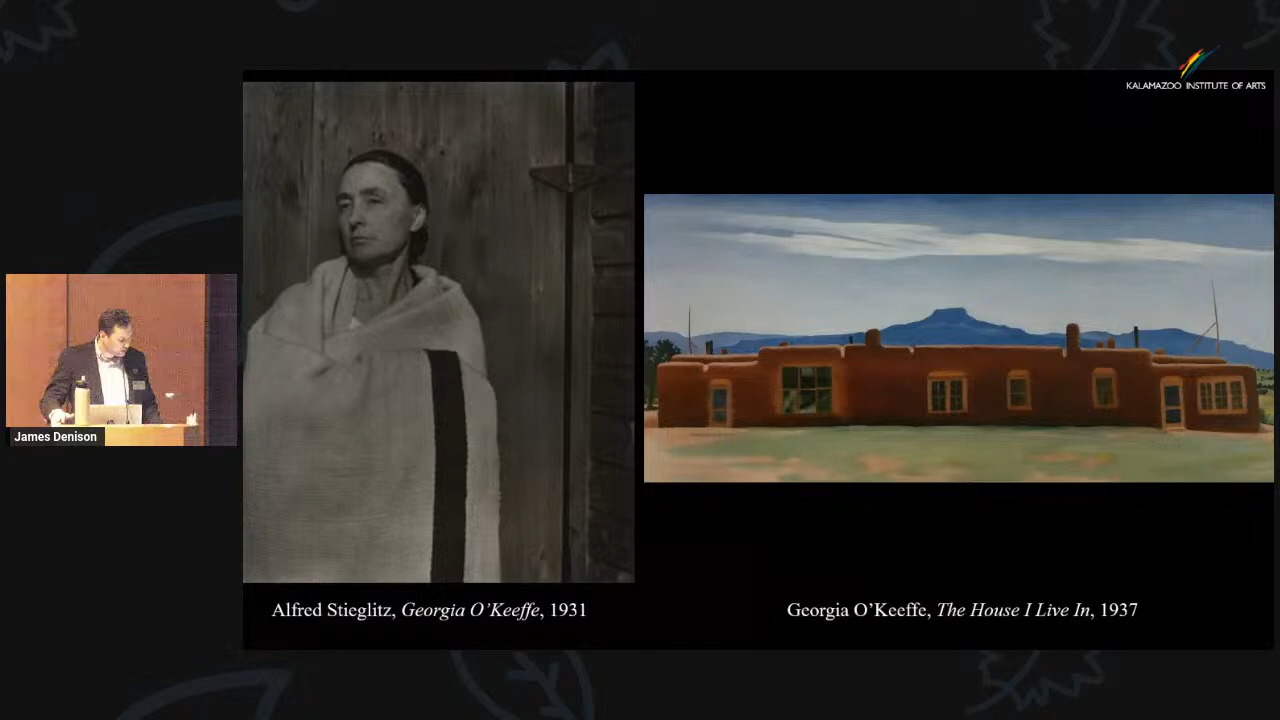 KALAMAZOO INSTITUTE OF ARTS
James Denison
Alfred Stieglitz, Georgia O’Keeffe, 1931
Georgia O’Keeffe, The House I Live In, 1937